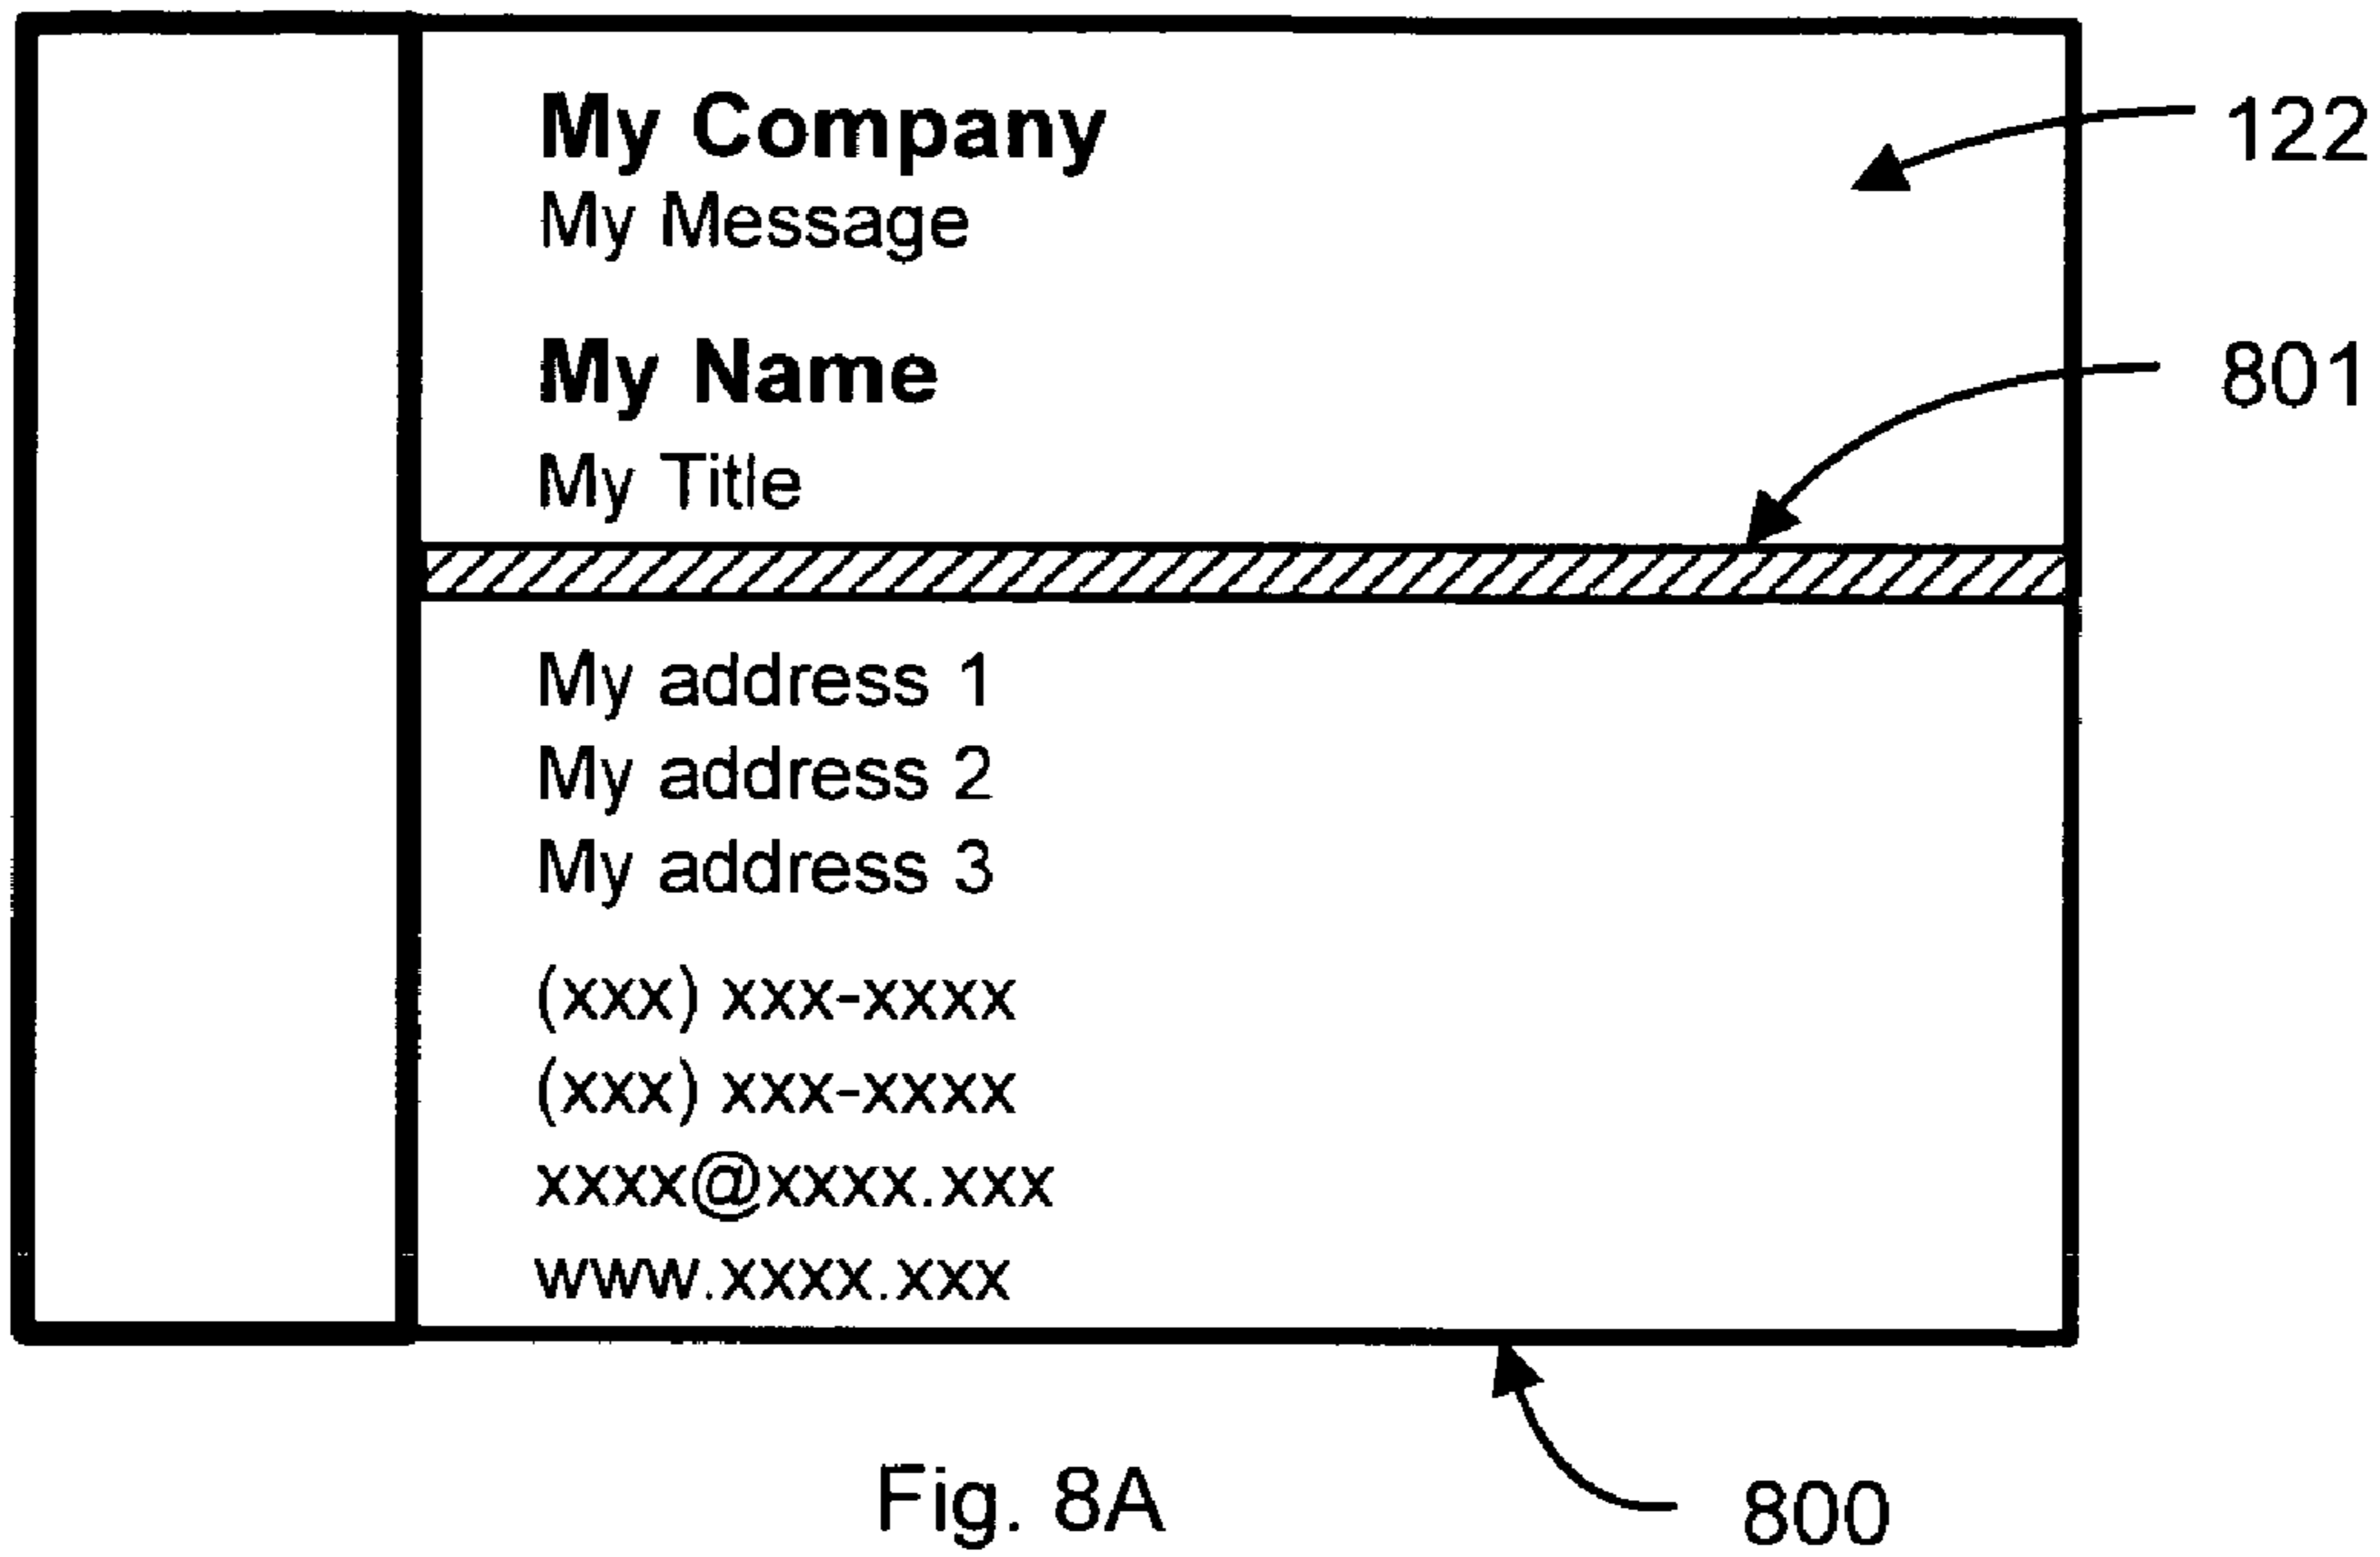 My Company
122
My Message
My Name
801
My Title
My address 1
My address 2
My address 3
(xxx) xxx-xxxx
(xxx) xxx-xxxx
xxxx@xxxx.xxx
www.xxxx.xxx
Fig. 8A
800